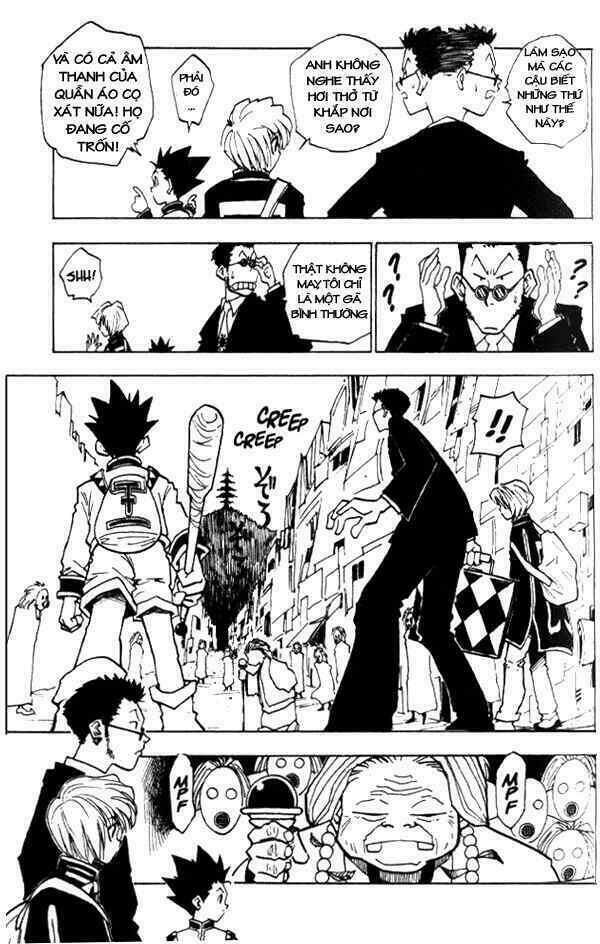 LÀM SAO
MÀ CÁC
CẬU BIẾT
NHỮNG THỨ
NHƯ THẾ
NÀY?
ANH KHÔNG
NGHE THẤY
HƠI THỞ TỪ
KHẮP NƠI
SAO?
PHẢI
ĐÓ
...
VÀ CÓ CẢ ÂM
THANH CỦA
QUẦN ÁO CỌ
XÁT NỮA! HỌ
ĐANG CỐ
TRỐN!
? ?
? ?
THẬT KHÔNG
MAY, TÔI CHỈ
LÀ MỘT GÃ
BÌNH THƯỜNG
SHH!
!!
CREEP
CREEP
ぞろ
MPF
MPF